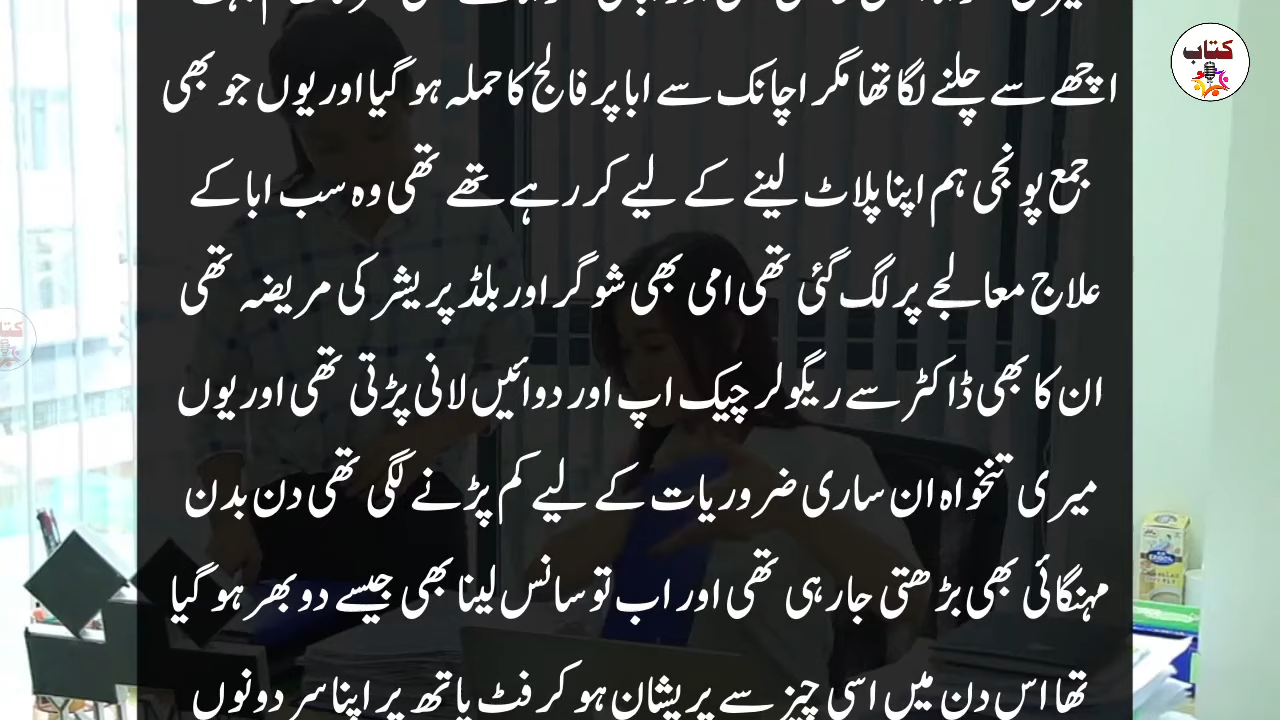 کتاب
اچھے سے چلنے لگا تھا مگر اچانک سے ابا پر فالج کا حملہ ہو گیا اور یوں جو بھی
جمع پونجی ہم اپنا پلاٹ لینے کے لیے کر رہے تھے تھی وہ سب ابا کے
علاج معالجے پر لگ گئی تھی امی بھی شوگر اور بلڈ پریشر کی مریضہ تھی
ان کا بھی ڈاکٹر سے ریگولر چیک اپ اور دوائیں لانی پڑتی تھی اور یوں
میری تنخواہ ان ساری ضروریات کے لیے کم پڑنے لگی تھی دن بدن
مہنگائی بھی بڑھتی جا رہی تھی اور اب تو سانس لینا بھی جیسے دوبھر ہو گیا
تھا اس دن میں اسی چیز سے پریشان ہو کر فٹ پاتھ پر اپنا سر دونوں